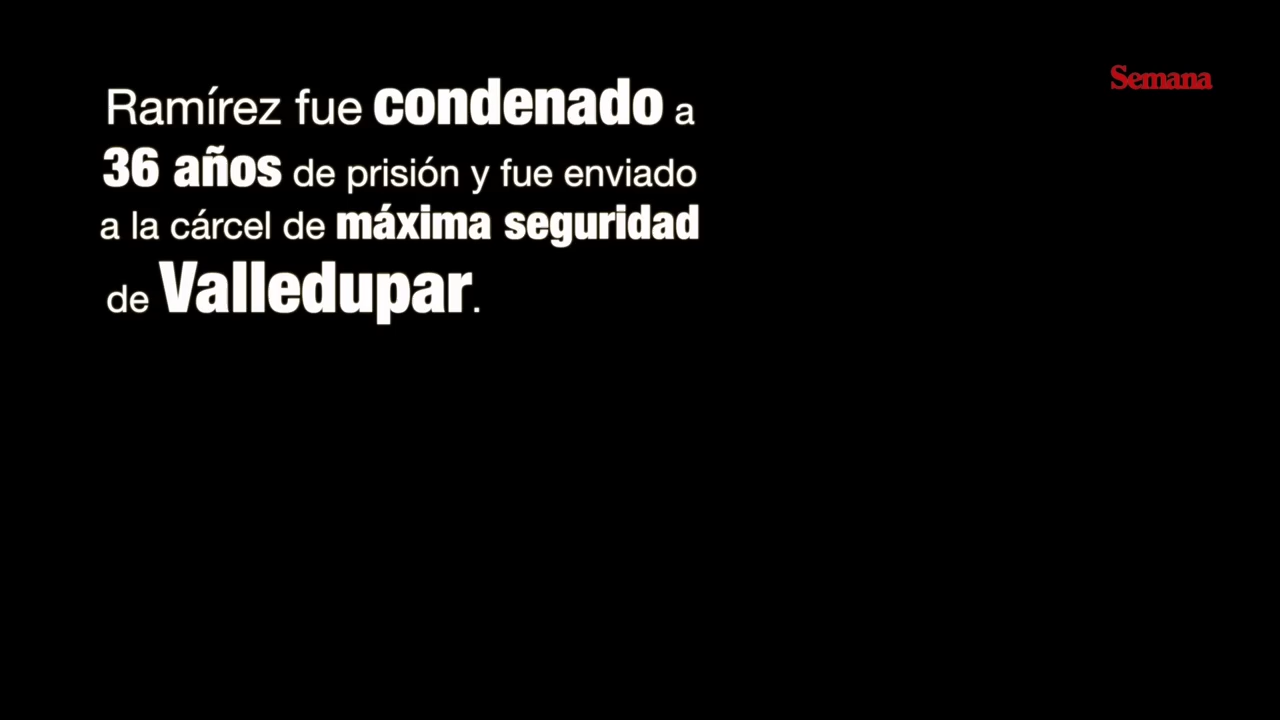 Semana
Ramírez fue condenado a
36 años de prisión y fue enviado
a la cárcel de máxima seguridad
de Valledupar.